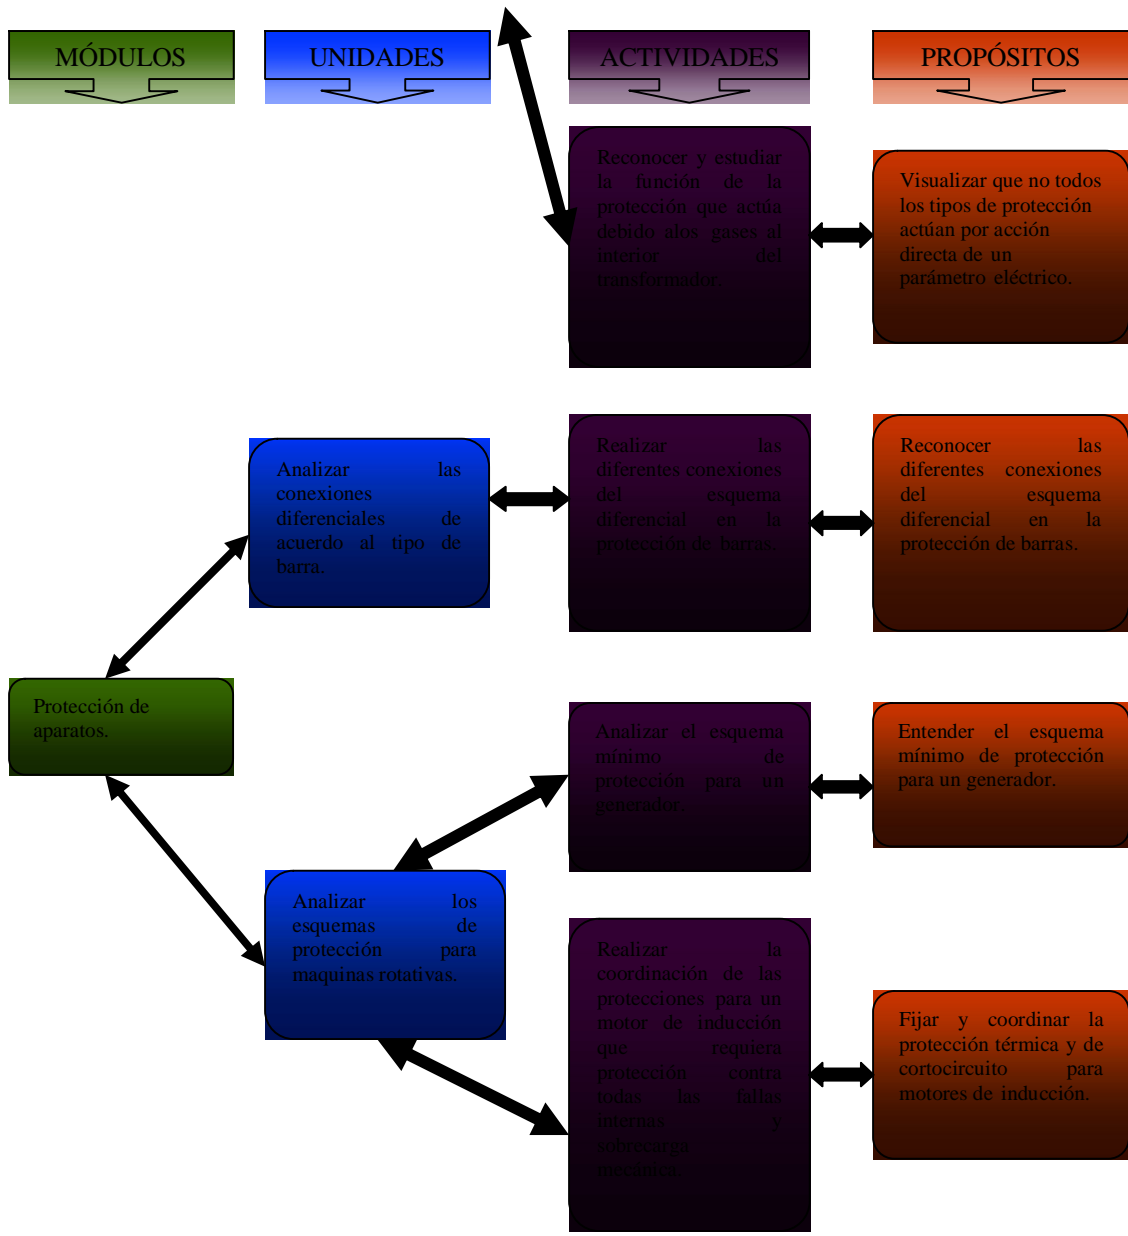 MÓDULOS
UNIDADES
ACTIVIDADES
PROPÓSITOS
Reconocer y estudiar
la función de la
protección que actúa
debido alos gases al
interior del
transformador.
Visualizar que no todos
los tipos de protección
actúan por acción
directa de un
parámetro eléctrico.
Analizar las
conexiones
diferenciales de
acuerdo al tipo de
barra.
Realizar las
diferentes conexiones
del esquema
diferencial en la
protección de barras.
Reconocer las
diferentes conexiones
del esquema
diferencial en la
protección de barras.
Protección de
aparatos.
Analizar el esquema
mínimo de
protección para un
generador.
Entender el esquema
mínimo de protección
para un generador.
Analizar los
esquemas de
protección para
maquinas rotativas.
Realizar la
coordinación de las
protecciones para un
motor de inducción
que requiera
protección contra
todas las fallas
internas y
sobrecarga
mecánica.
Fijar y coordinar la
protección térmica y de
cortocircuito para
motores de inducción.